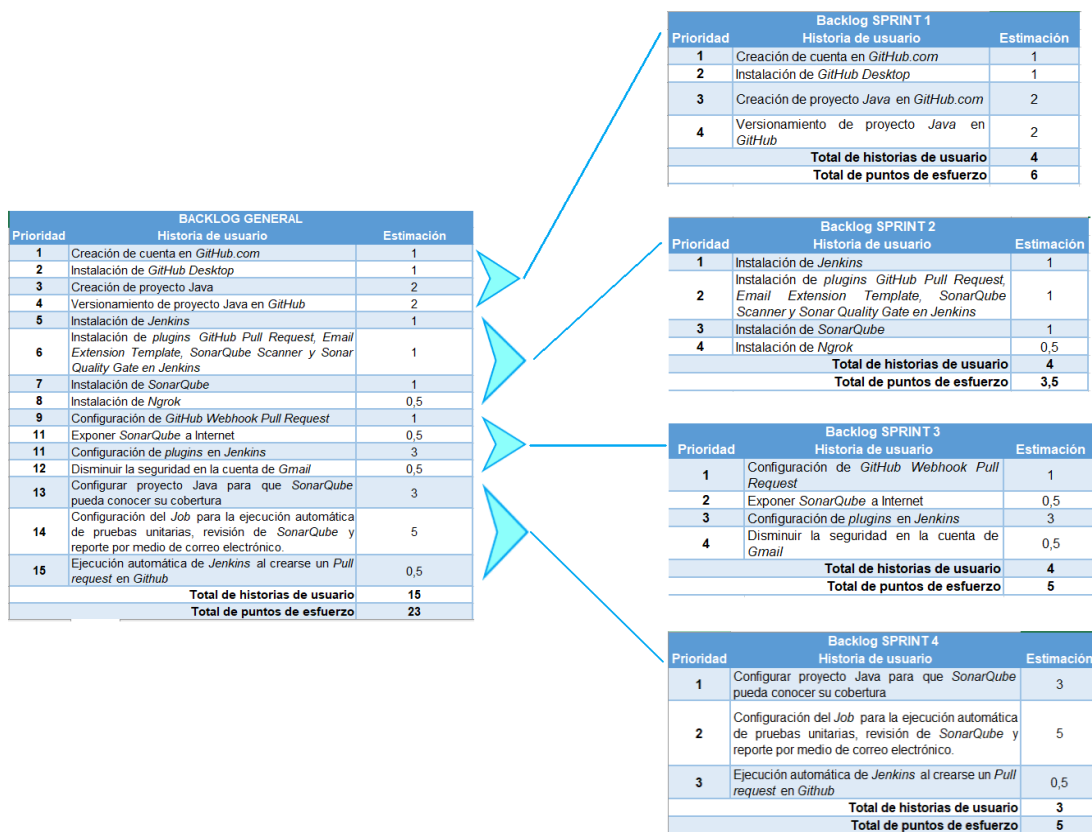 BACKLOG GENERAL
Prioridad Historia de usuario Estimación
1 Creación de cuenta en GitHub.com 1
2 Instalación de GitHub Desktop 1
3 Creación de proyecto Java 2
4 Versionamiento de proyecto Java en GitHub 2
5 Instalación de Jenkins 1
Instalación de plugins GitHub Pull Request, Email
6 Extension Template, SonarQube Scanner y Sonar 1
Quality Gate en Jenkins
7 Instalación de SonarQube 1
8 Instalación de Ngrok 0,5
9 Configuración de GitHub Webhook Pull Request 1
11 Exponer SonarQube a Internet 0,5
11 Configuración de plugins en Jenkins 3
12 Disminuir la seguridad en la cuenta de Gmail 0,5
13 Configurar proyecto Java para que SonarQube 3
pueda conocer su cobertura
Configuración del Job para la ejecución automática
14 de pruebas unitarias, revisión de SonarQube y 5
reporte por medio de correo electrónico.
15 Ejecución automática de Jenkins al crearse un Pull 0,5
request en Github
Total de historias de usuario 15
Total de puntos de esfuerzo 23
Backlog SPRINT 1
Prioridad Historia de usuario Estimación
1 Creación de cuenta en GitHub.com 1
2 Instalación de GitHub Desktop 1
3 Creación de proyecto Java en GitHub.com 2
4 Versionamiento de proyecto Java en 2
GitHub
Total de historias de usuario 4
Total de puntos de esfuerzo 6
Backlog SPRINT 2
Prioridad Historia de usuario Estimación
1 Instalación de Jenkins 1
Instalación de plugins GitHub Pull Request,
2 Email Extension Template, SonarQube 1
Scanner y Sonar Quality Gate en Jenkins
3 Instalación de SonarQube 1
4 Instalación de Ngrok 0,5
Total de historias de usuario 4
Total de puntos de esfuerzo 3,5
Backlog SPRINT 3
Prioridad Historia de usuario Estimación
1 Configuración de GitHub Webhook Pull 1
Request
2 Exponer SonarQube a Internet 0,5
3 Configuración de plugins en Jenkins 3
4 Disminuir la seguridad en la cuenta de 0,5
Gmail
Total de historias de usuario 4
Total de puntos de esfuerzo 5
Backlog SPRINT 4
Prioridad Historia de usuario Estimación
1 Configurar proyecto Java para que SonarQube 3
pueda conocer su cobertura
Configuración del Job para la ejecución automática
2 de pruebas unitarias, revisión de SonarQube y 5
reporte por medio de correo electrónico.
3 Ejecución automática de Jenkins al crearse un Pull 0,5
request en Github
Total de historias de usuario 3
Total de puntos de esfuerzo 5